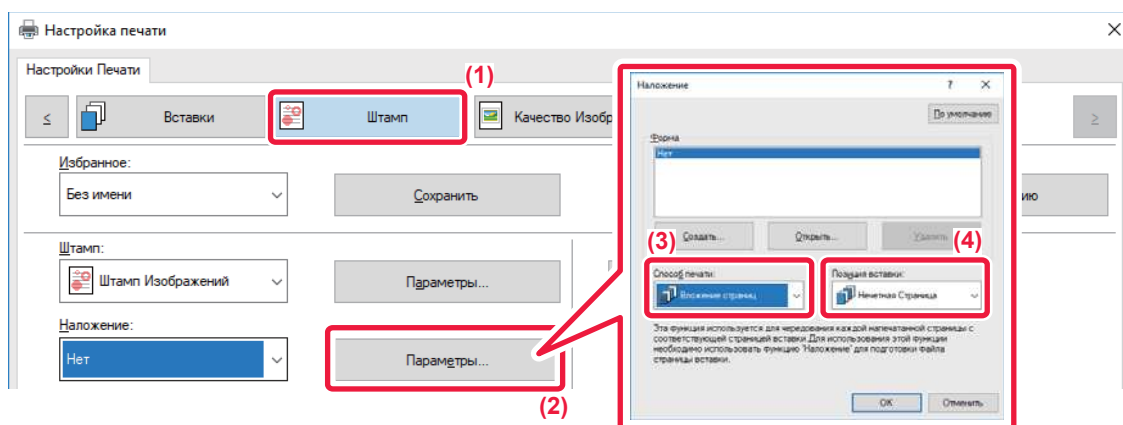 Настройка печати
Настройки Печати
(1)
Вставки
Штамп
Качество Изобр
Избранное:
Без имени
Сохранить
ию
Штамп:
Штамп Изображений
Параметры...
Наложение:
Нет
Параметры...
(2)
Наложение
По умолчанию
Форма
Нет
Создать...
Открыть...
Удалить
(3)
(4)
Способ печати:
Вложение страниц
Позиция вставки:
Нечетная Страница
Эта функция используется для чередования каждой напечатанной страницы с
соответствующей страницей вставки.Для использования этой функции
необходимо использовать функцию 'Наложение' для подготовки файла
страницы вставки.
OK
Отменить